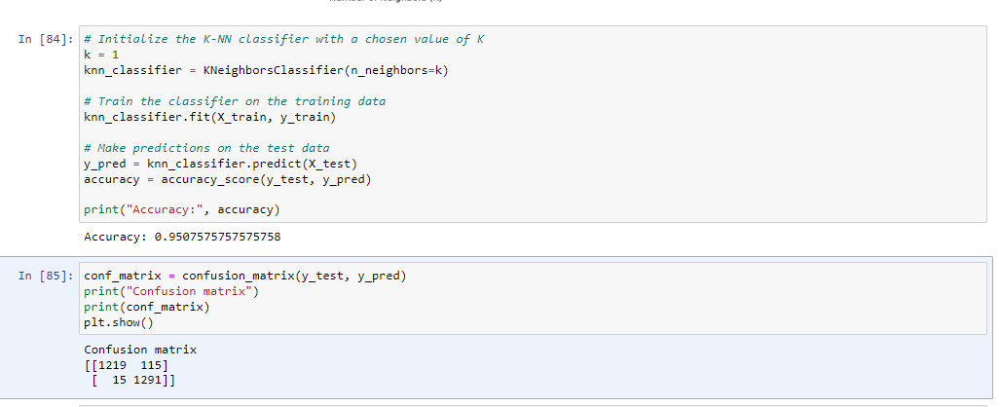 In [84]: # Initialize the K-NN classifier with a chosen value of K
k = 1
knn_classifier = KNeighborsClassifier(n_neighbors=k)
# Train the classifier on the training data
knn_classifier.fit(X_train, y_train)
# Make predictions on the test data
y_pred = knn_classifier.predict(X_test)
accuracy = accuracy_score(y_test, y_pred)
print("Accuracy:", accuracy)
Accuracy: 0.9507575757575758
In [85]: conf_matrix = confusion_matrix(y_test, y_pred)
print("Confusion matrix")
print(conf_matrix)
plt.show()
Confusion matrix
[[1219  115]
[  15 1291]]